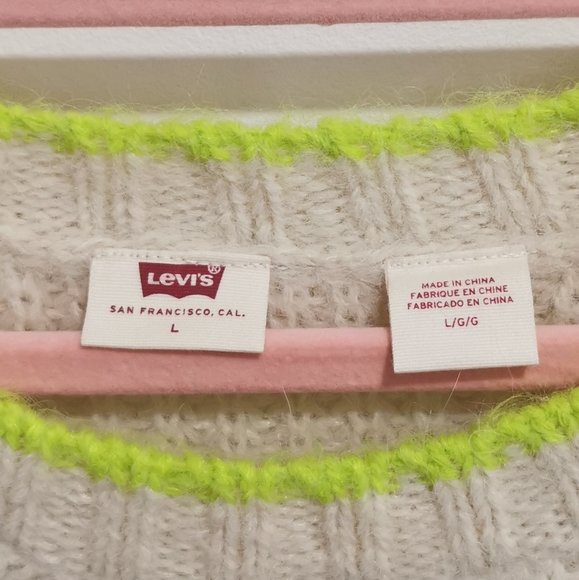 LEVI'S®
SAN FRANCISCO, CAL.
L
MADE IN CHINA
FABRIQUE EN CHINE
FABRICADO EN CHINA
L/G/G